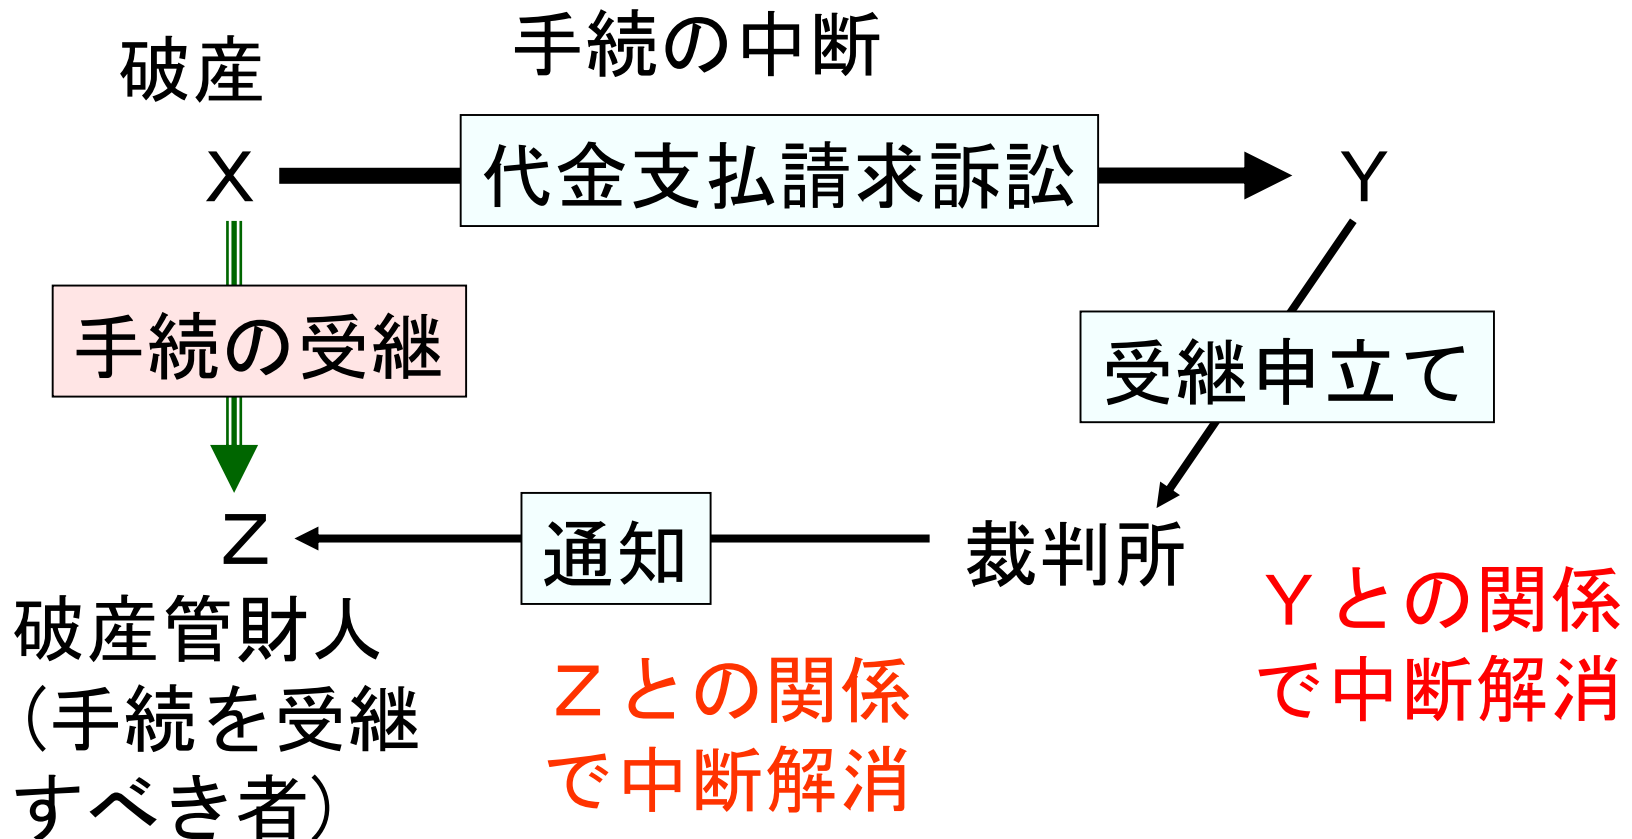 手続の中断
破産
X
代金支払請求訴訟
Y
手続の受継
受継申立て
Z
通知
裁判所
破産管財人
（手続を受継
すべき者）
Zとの関係
で中断解消
Yとの関係
で中断解消